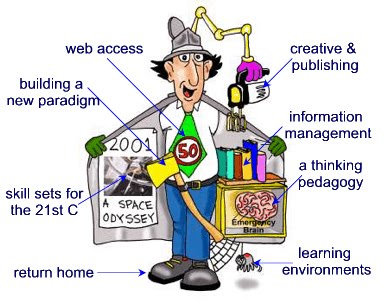 web access
creative &
publishing
building a
new paradigm
information
management
2001
50
a thinking
pedagogy
skill sets for
the 21st C
A SPACE
ODYSSEY
Emergency
Brain
learning
environments
return home